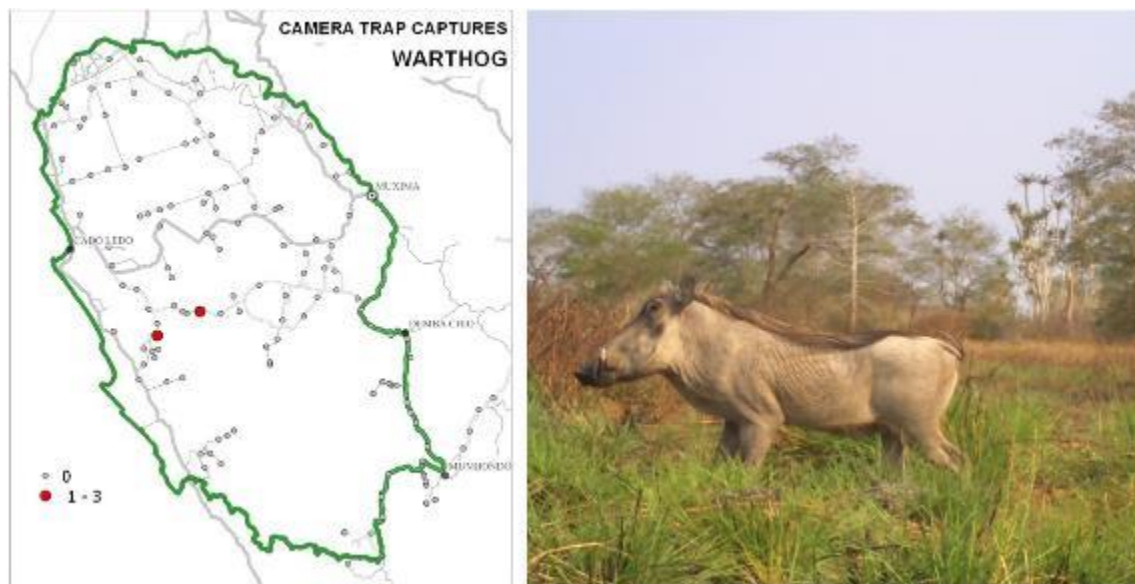 CAMERA TRAP CAPTURES
WARTHOG
MUXIMA
CABO LEDO
DEMBA CHIO
MUMBONDO
0
1 - 3